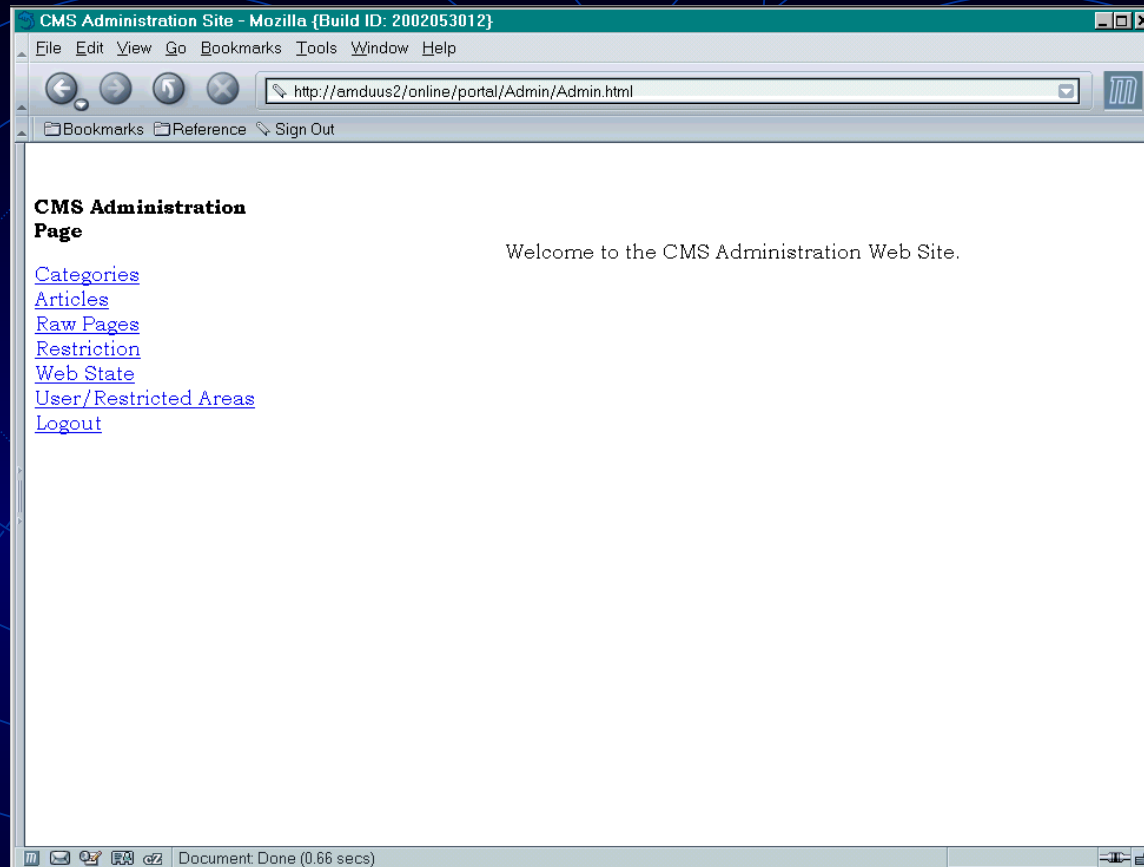 CMS Administration Site - Mozilla {Build ID: 2002053012}
File Edit View Go Bookmarks Tools Window Help
http://amduus2/online/portal/Admin/Admin.html
Bookmarks Reference Sign Out
CMS Administration
Page
Welcome to the CMS Administration Web Site.
Categories
Articles
Raw Pages
Restriction
Web State
User/Restricted Areas
Logout
Document: Done (0.66 secs)